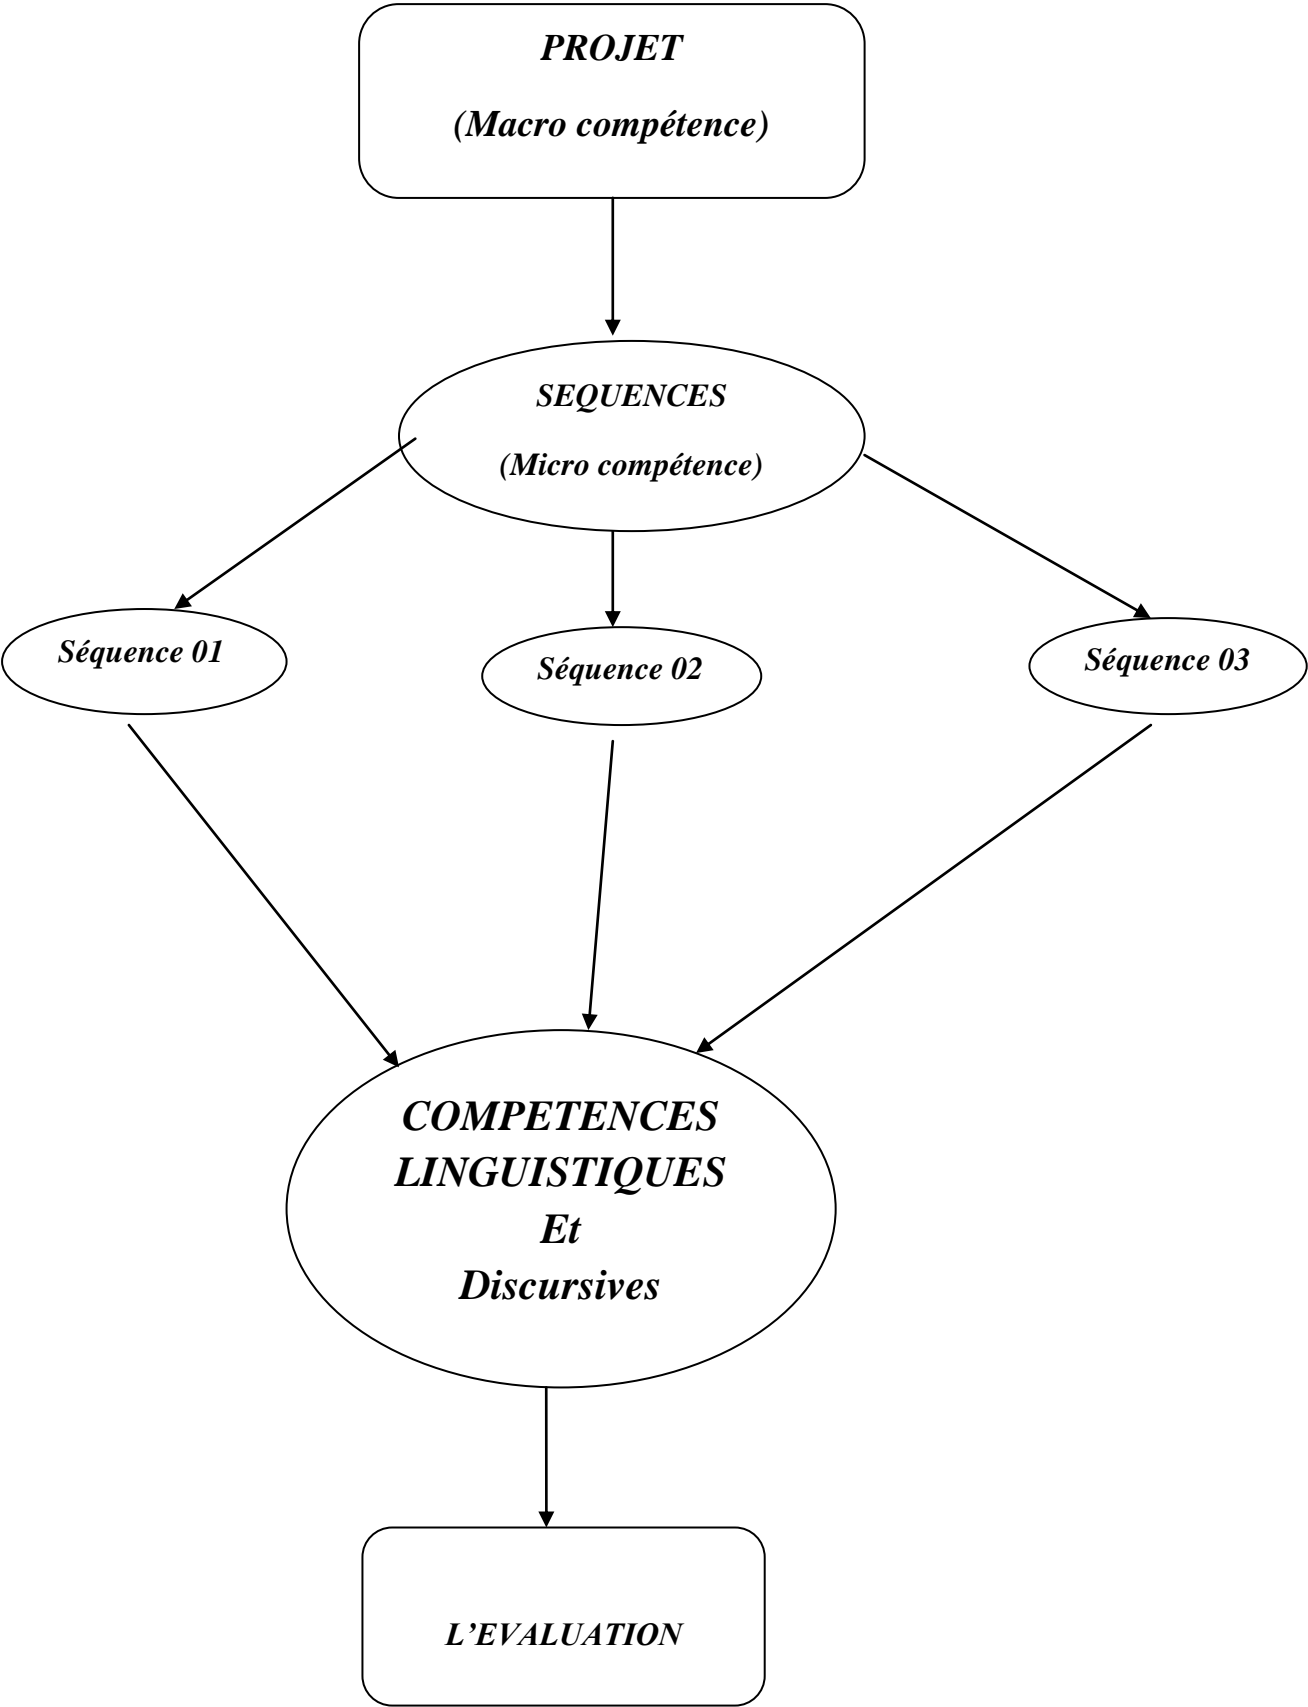 PROJET
(Macro compétence)
SEQUENCES
(Micro compétence)
Séquence 01
Séquence 02
Séquence 03
COMPETENCES
LINGUISTIQUES
Et
Discursives
L’EVALUATION